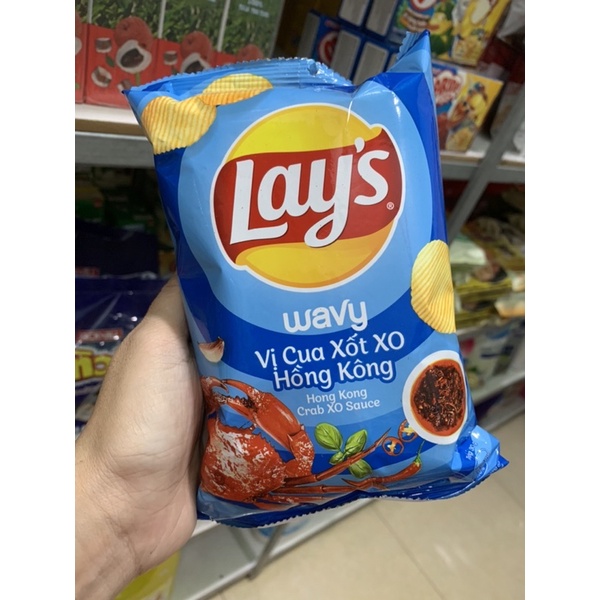 Lay's
wavy
Vị Cua Xốt XO
Hồng Kông
Hong Kong
Crab XO Sauce